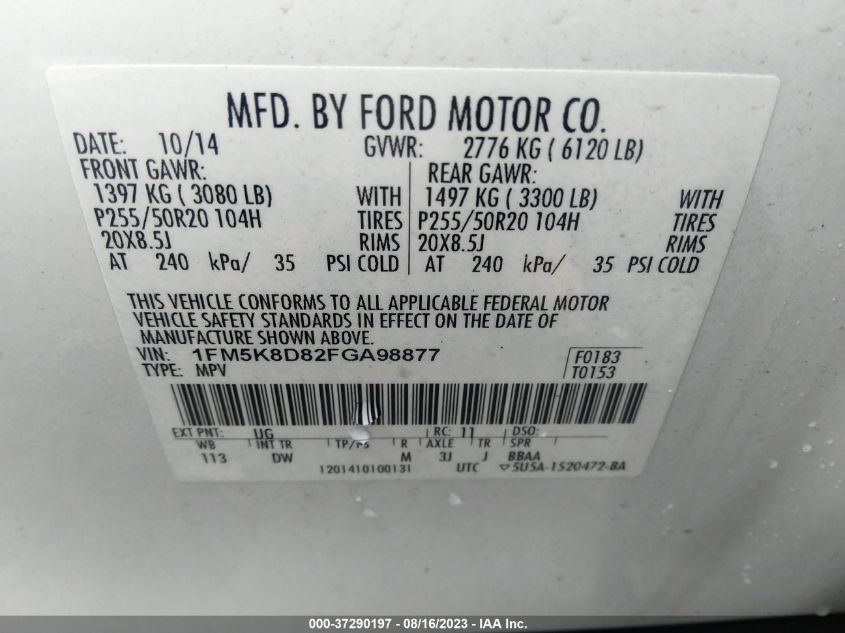 MFD. BY FORD MOTOR CO.
DATE: 10/14 GVWR: 2776 KG ( 6120 LB)
FRONT GAWR: REAR GAWR:
1397 KG ( 3080 LB) WITH 1497 KG ( 3300 LB) WITH
P255/50R20 104H TIRES P255/50R20 104H TIRES
20X8.5J RIMS 20X8.5J RIMS
AT 240 kPa/ 35 PSI COLD AT 240 kPa/ 35 PSI COLD
THIS VEHICLE CONFORMS TO ALL APPLICABLE FEDERAL MOTOR
VEHICLE SAFETY STANDARDS IN EFFECT ON THE DATE OF
MANUFACTURE SHOWN ABOVE.
VIN: 1FM5K8D82FGA98877 F0183
TYPE: MPV T0153
EXT PNT: UG RC: 11 DSO:
WB INT TR TP/PS R AXLE TR SPR
113 DW M 3J J BBAA
1201410100131 UTC ▽5U5A-1520472-BA
000-37290197 - 08/16/2023 - IAA Inc.